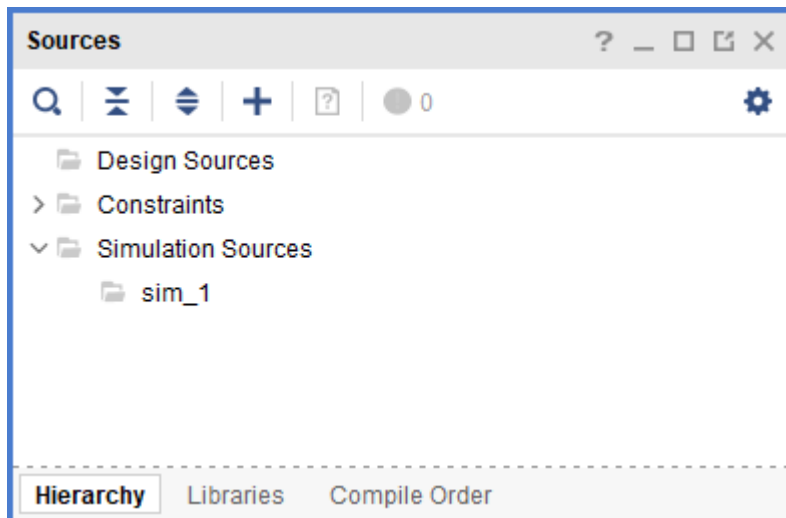 Sources
0
Design Sources
Constraints
Simulation Sources
sim_1
Hierarchy Libraries Compile Order